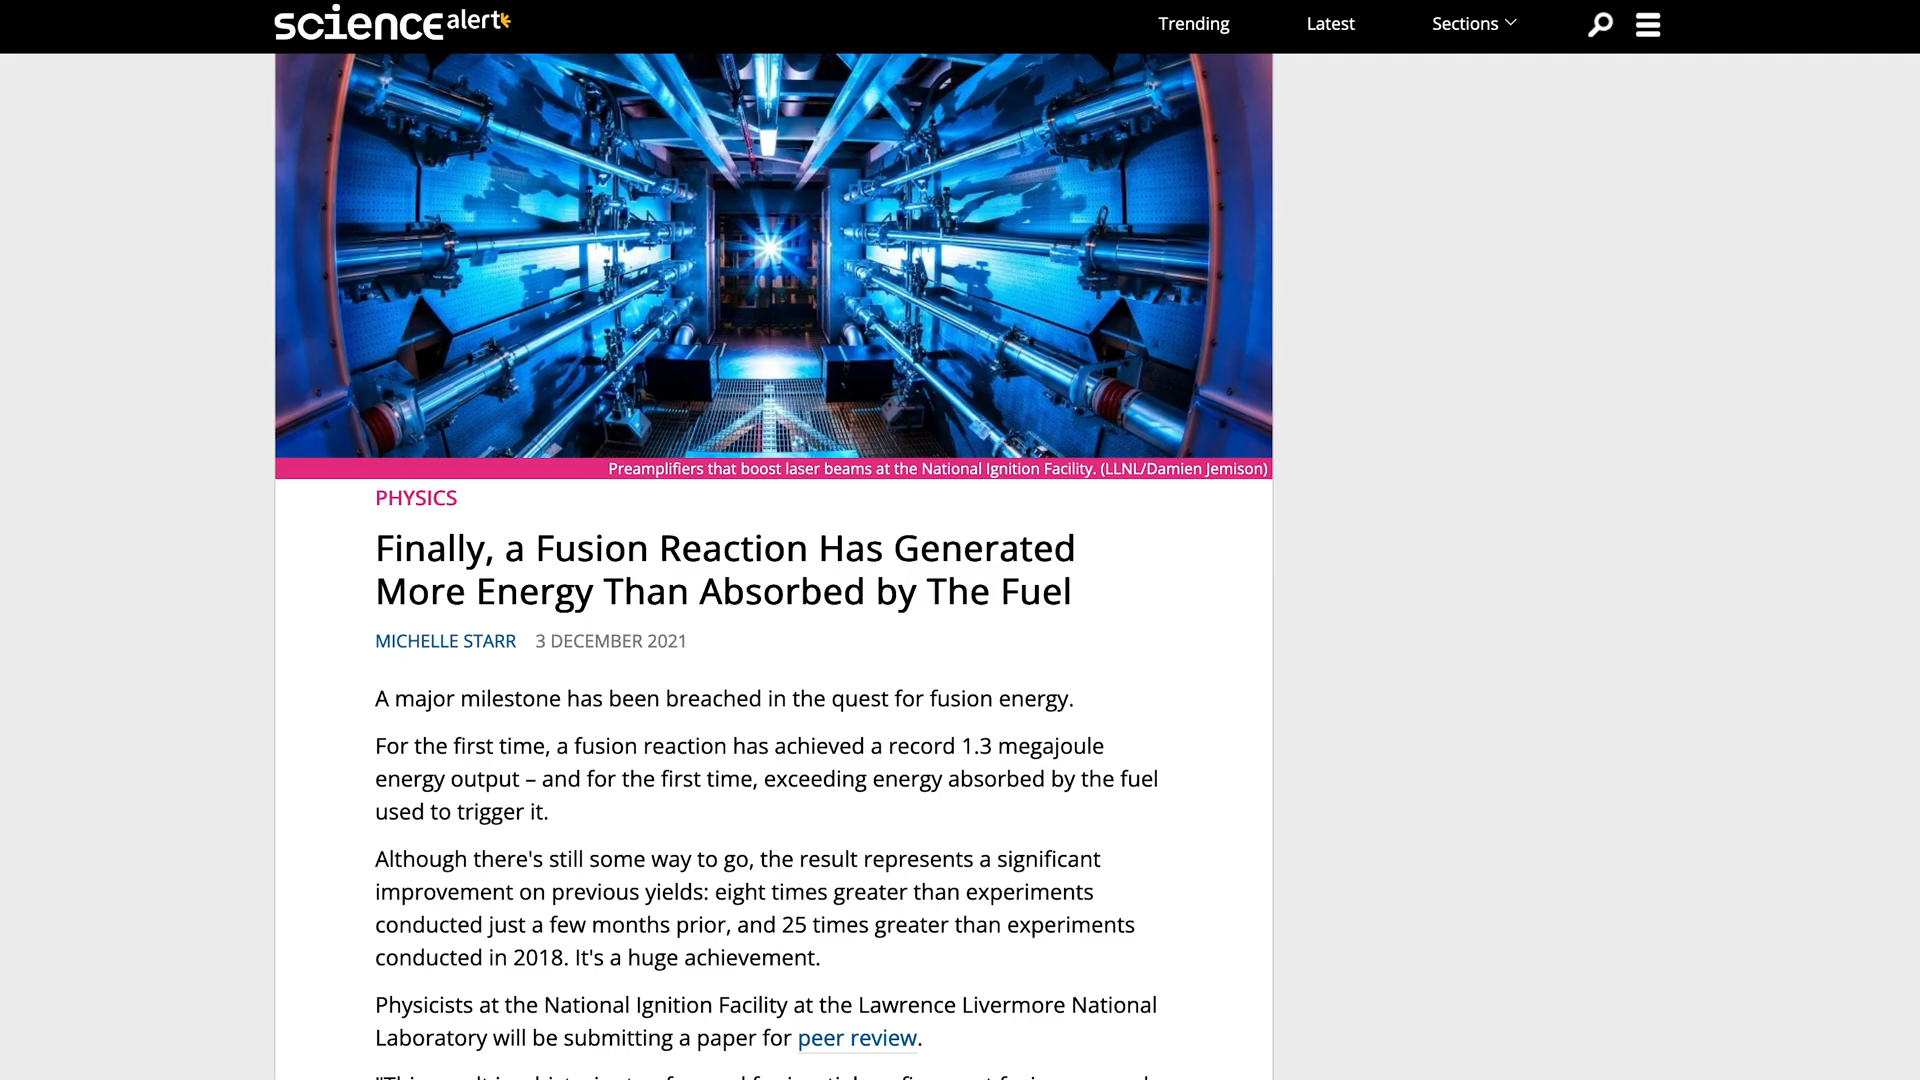 sciencealert
Trending
Latest
Sections
Preamplifiers that boost laser beams at the National Ignition Facility. (LLNL/Damien Jemison)
PHYSICS
Finally, a Fusion Reaction Has Generated
More Energy Than Absorbed by The Fuel
MICHELLE STARR 3 DECEMBER 2021
A major milestone has been breached in the quest for fusion energy.
For the first time, a fusion reaction has achieved a record 1.3 megajoule
energy output – and for the first time, exceeding energy absorbed by the fuel
used to trigger it.
Although there's still some way to go, the result represents a significant
improvement on previous yields: eight times greater than experiments
conducted just a few months prior, and 25 times greater than experiments
conducted in 2018. It's a huge achievement.
Physicists at the National Ignition Facility at the Lawrence Livermore National
Laboratory will be submitting a paper for peer review.